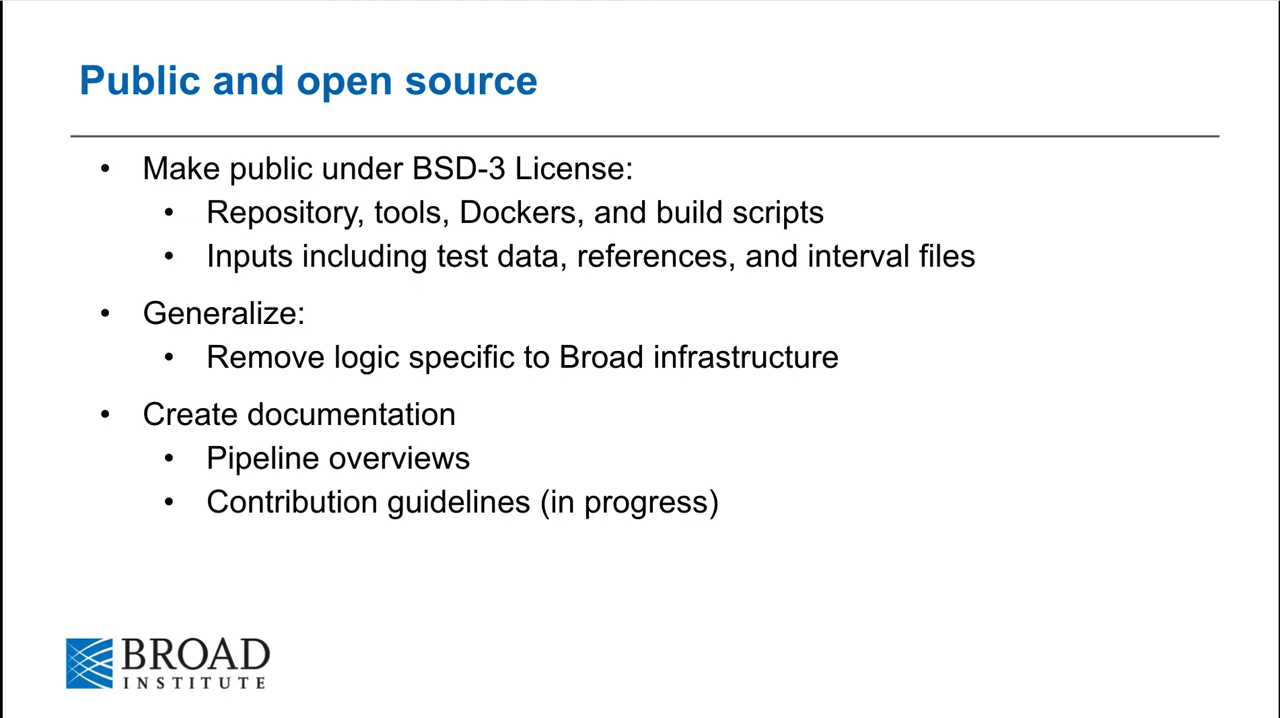 Public and open source
• Make public under BSD-3 License:
• Repository, tools, Dockers, and build scripts
• Inputs including test data, references, and interval files
• Generalize:
• Remove logic specific to Broad infrastructure
• Create documentation
• Pipeline overviews
• Contribution guidelines (in progress)
BROAD
INSTITUTE